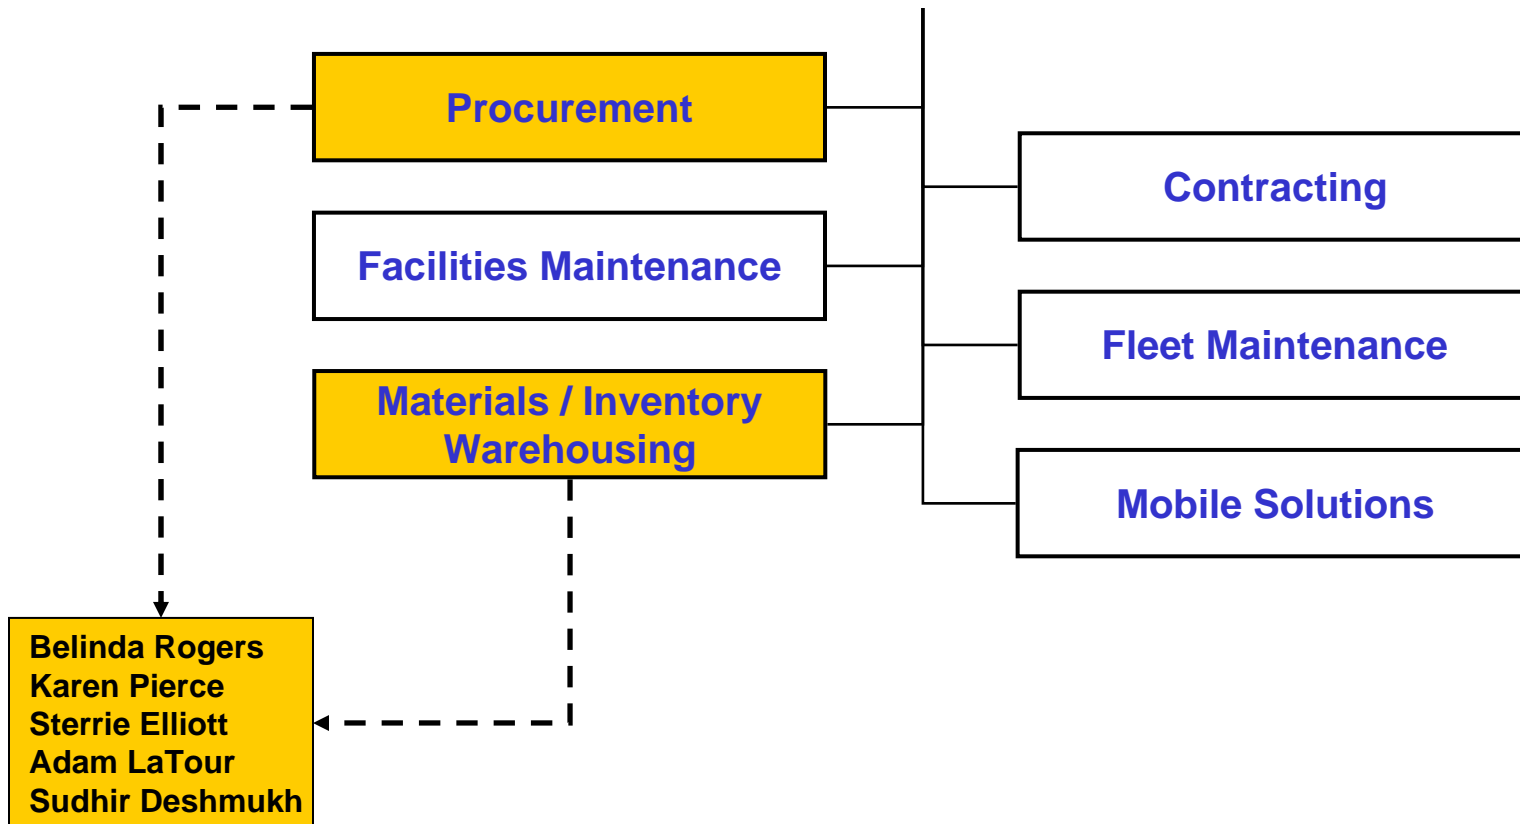 Procurement
Contracting
Facilities Maintenance
Fleet Maintenance
Materials / Inventory
Warehousing
Mobile Solutions
Belinda Rogers
Karen Pierce
Sterrie Elliott
Adam LaTour
Sudhir Deshmukh